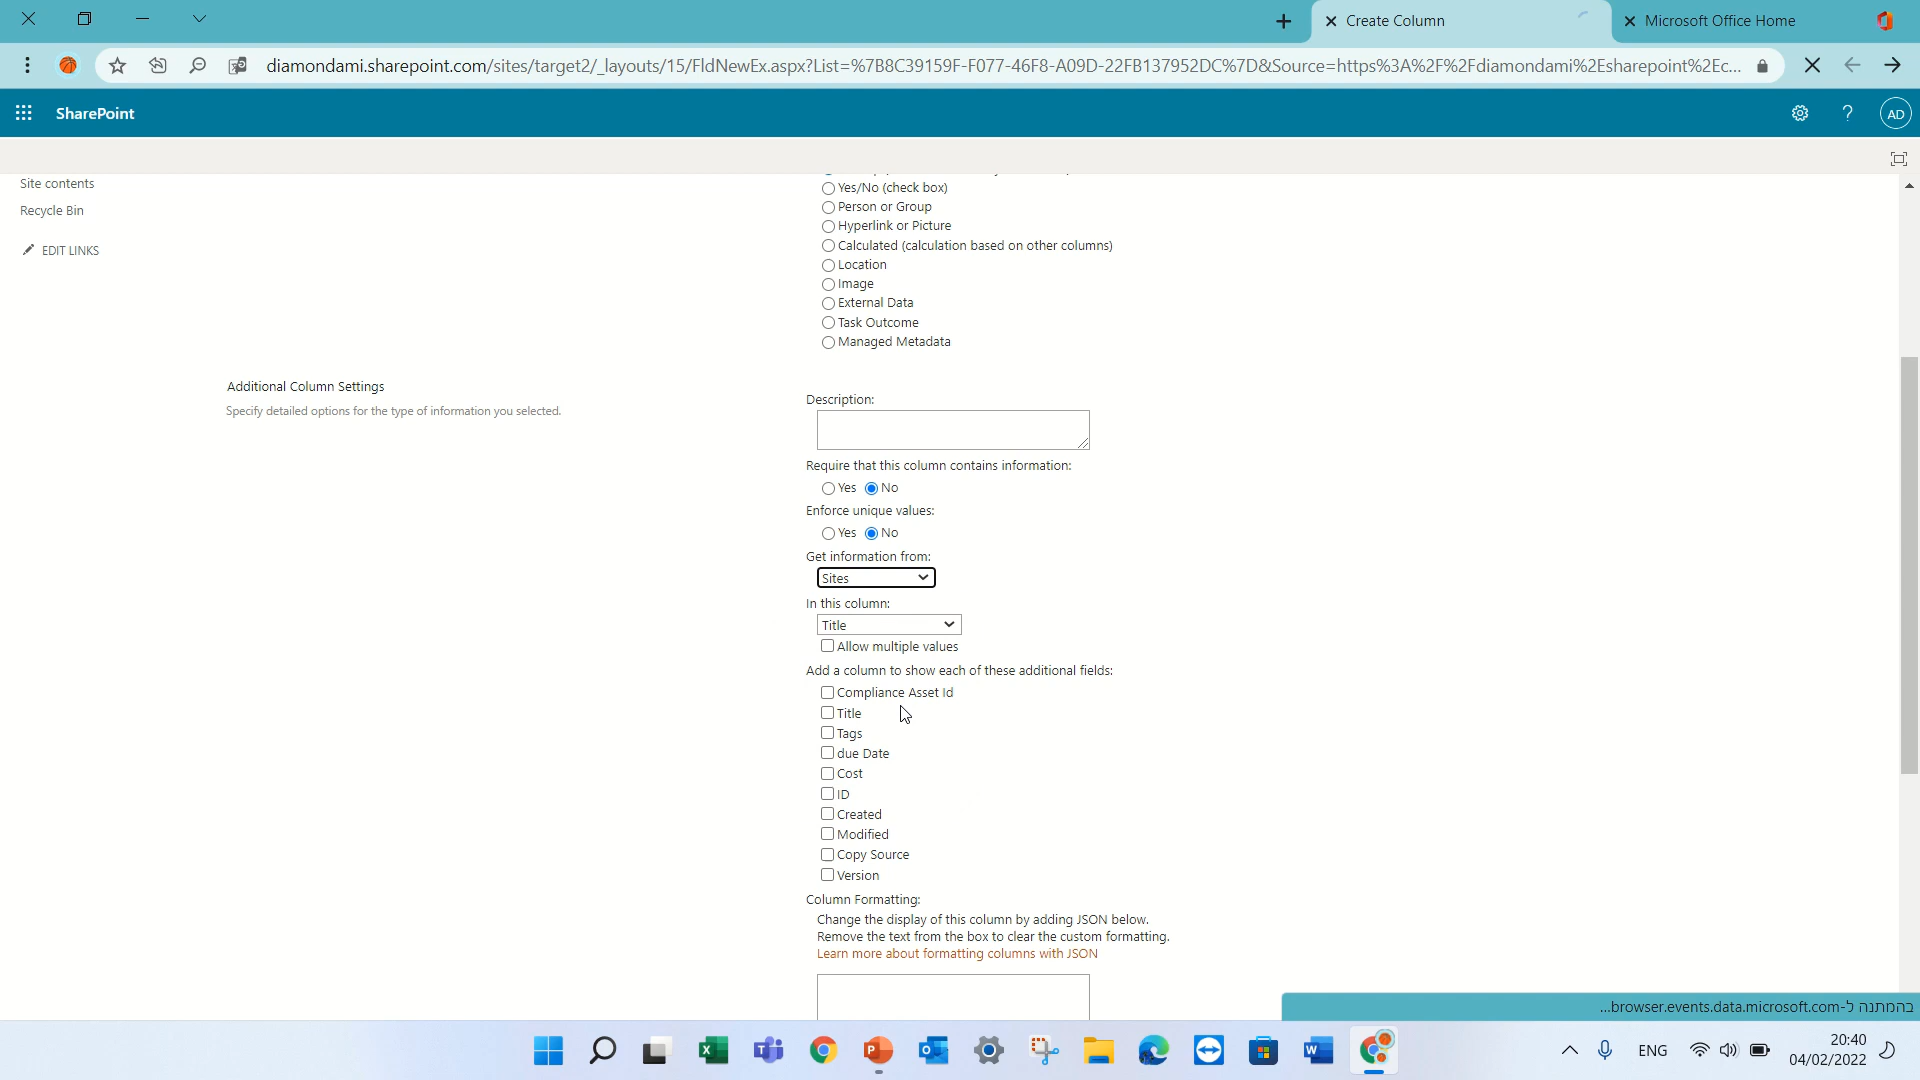 Create Column
Microsoft Office Home
diamondami.sharepoint.com/sites/target2/_layouts/15/FldNewEx.aspx?List=%7B8C39159F-F077-46F8-A09D-22FB137952DC%7D&Source=https%3A%2F%2Fdiamondami%2Esharepoint%2Ec...
SharePoint
?
AD
Site contents
Recycle Bin
EDIT LINKS
Yes/No (check box)
Person or Group
Hyperlink or Picture
Calculated (calculation based on other columns)
Location
Image
External Data
Task Outcome
Managed Metadata
Additional Column Settings
Specify detailed options for the type of information you selected.
Description:
Require that this column contains information:
Yes No
Enforce unique values:
Yes No
Get information from:
Sites
In this column:
Title
Allow multiple values
Add a column to show each of these additional fields:
Compliance Asset Id
Title
Tags
due Date
Cost
ID
Created
Modified
Copy Source
Version
Column Formatting:
Change the display of this column by adding JSON below.
Remove the text from the box to clear the custom formatting.
Learn more about formatting columns with JSON
בהמתנה ל-browser.events.data.microsoft.com...
ENG
20:40
04/02/2022